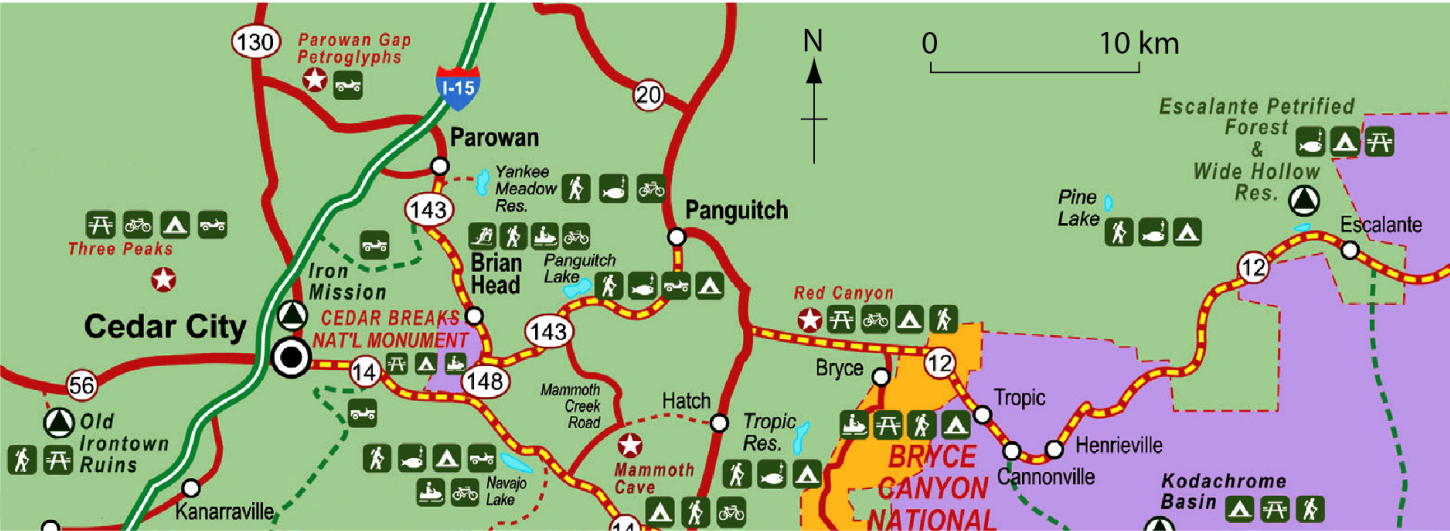 130
Parowan Gap
Petroglyphs
I-15
20
N
0 10 km
Escalante Petrified
Forest
&
Wide Hollow
Res.
Parowan
Yankee
Meadow
Res.
143
Panguitch
Pine
Lake
Escalante
Three Peaks
Iron
Mission
Brian
Head
Panguitch
Lake
12
Cedar City
CEDAR BREAKS
NAT'L MONUMENT
143
Red Canyon
56
14
148
Bryce
12
Mammoth
Creek
Road
Hatch
Tropic
Res.
Tropic
Old
Irontown
Ruins
Mammoth
Cave
Henrieville
Cannonville
BRYCE
CANYON
NATIONAL
Navajo
Lake
Kodachrome
Basin
Kanarraville
14